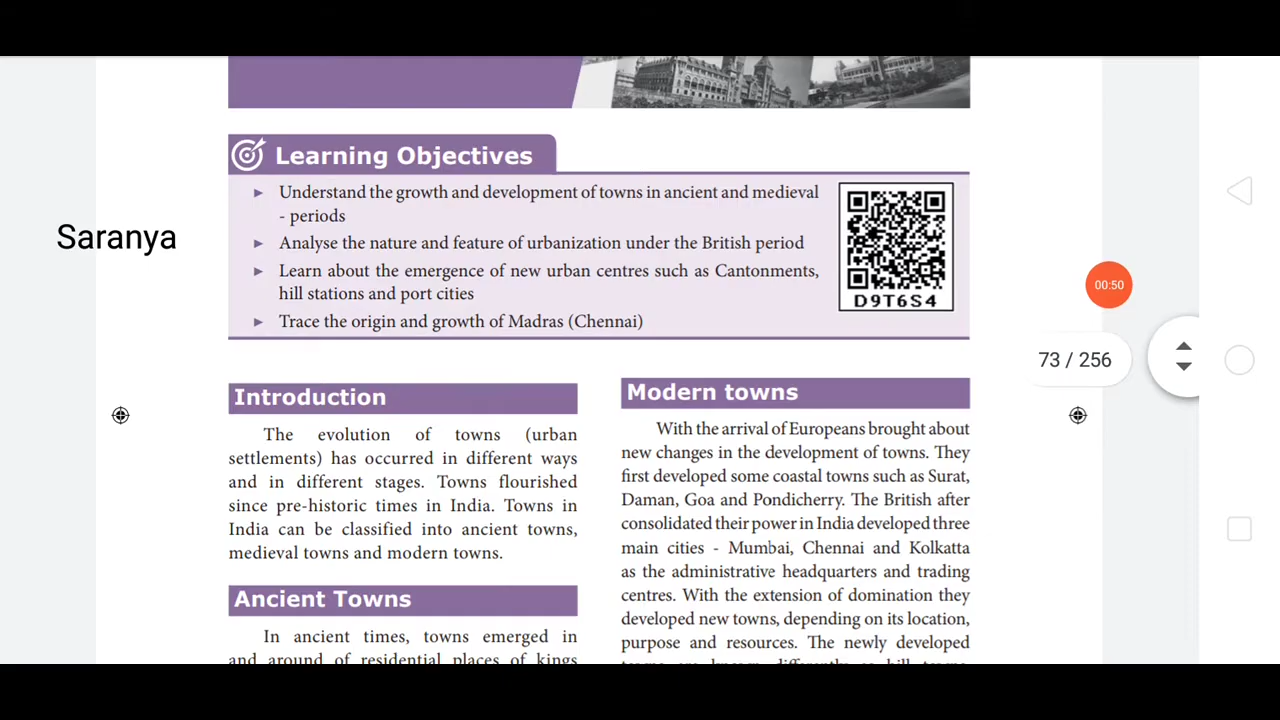 Learning Objectives
Understand the growth and development of towns in ancient and medieval
- periods
Analyse the nature and feature of urbanization under the British period
Learn about the emergence of new urban centres such as Cantonments,
hill stations and port cities
Trace the origin and growth of Madras (Chennai)
D9T6S4
Saranya
00:50
73 / 256
Introduction
The evolution of towns (urban
settlements) has occurred in different ways
and in different stages. Towns flourished
since pre-historic times in India. Towns in
India can be classified into ancient towns,
medieval towns and modern towns.
Ancient Towns
In ancient times, towns emerged in
and around of residential places of kings
Modern towns
With the arrival of Europeans brought about
new changes in the development of towns. They
first developed some coastal towns such as Surat,
Daman, Goa and Pondicherry. The British after
consolidated their power in India developed three
main cities - Mumbai, Chennai and Kolkatta
as the administrative headquarters and trading
centres. With the extension of domination they
developed new towns, depending on its location,
purpose and resources. The newly developed